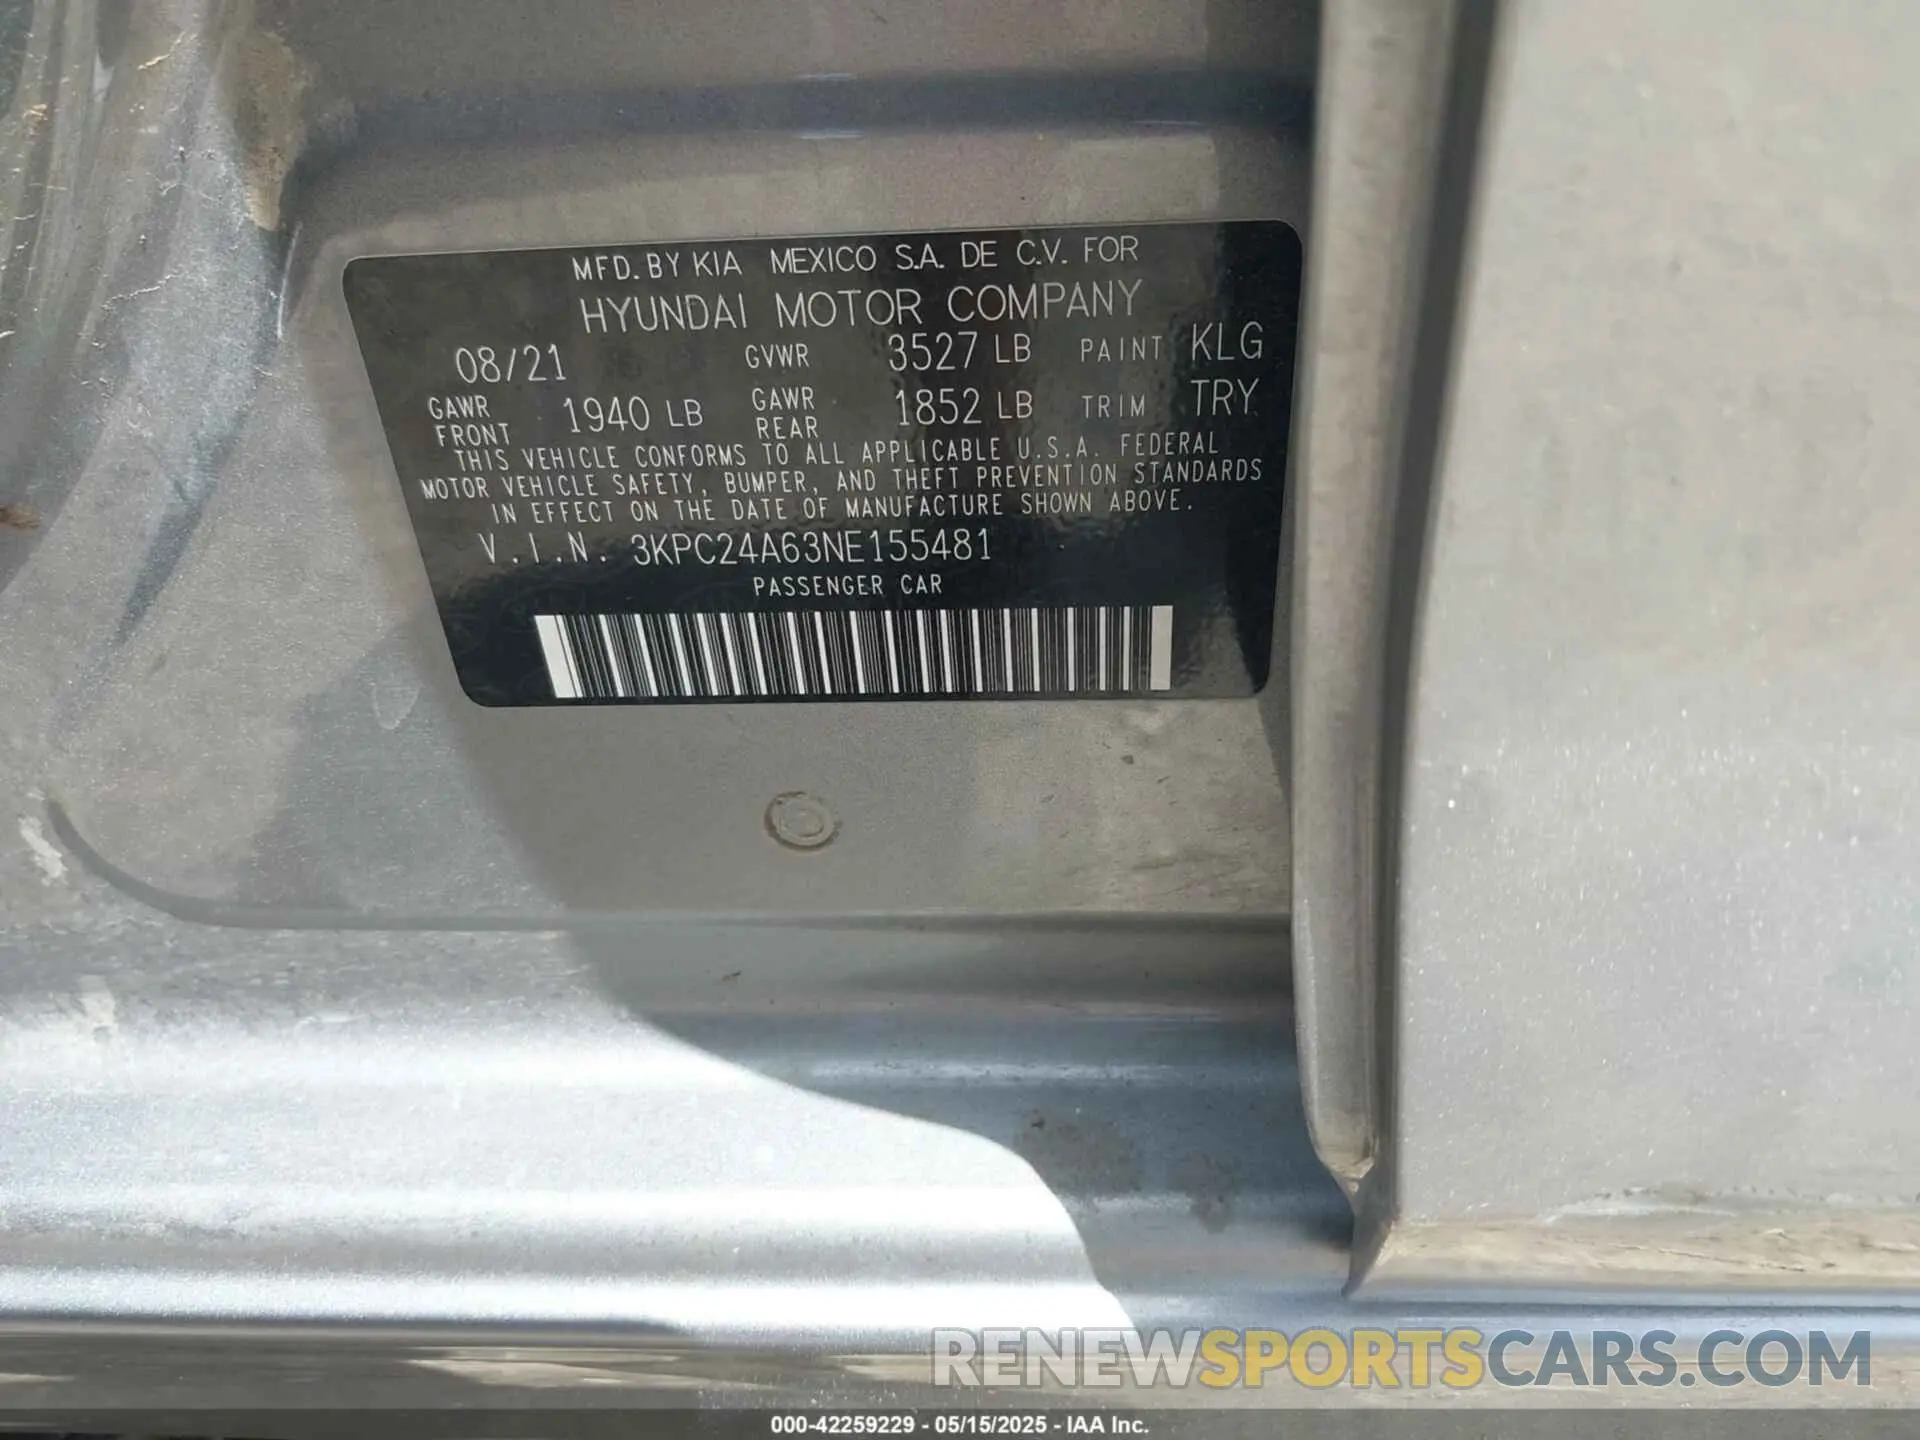 MFD. BY KIA MEXICO S.A. DE C.V. FOR
HYUNDAI MOTOR COMPANY
08/21 GVWR 3527 LB PAINT KLG
GAWR FRONT 1940 LB GAWR REAR 1852 LB TRIM TRY
THIS VEHICLE CONFORMS TO ALL APPLICABLE U.S.A. FEDERAL
MOTOR VEHICLE SAFETY, BUMPER, AND THEFT PREVENTION STANDARDS
IN EFFECT ON THE DATE OF MANUFACTURE SHOWN ABOVE.
V.I.N. 3KPC24A63NE155481
PASSENGER CAR
RENEWSPORTSCARS.COM
000-42259229 - 05/15/2025 - IAA Inc.